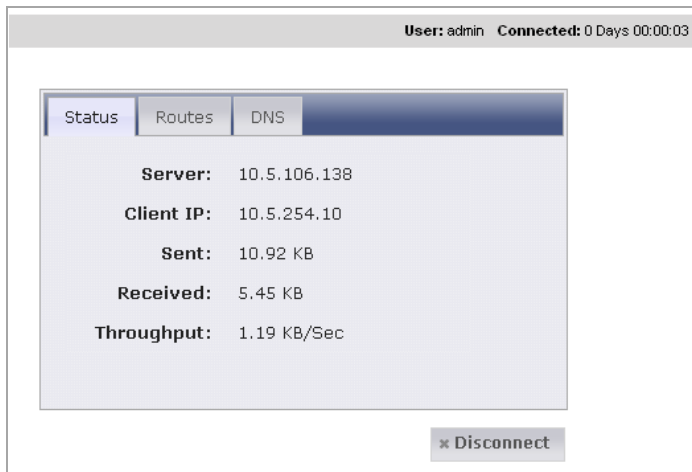 User: admin Connected: 0 Days 00:00:03
Status Routes DNS
Server: 10.5.106.138
Client IP: 10.5.254.10
Sent: 10.92 KB
Received: 5.45 KB
Throughput: 1.19 KB/Sec
× Disconnect